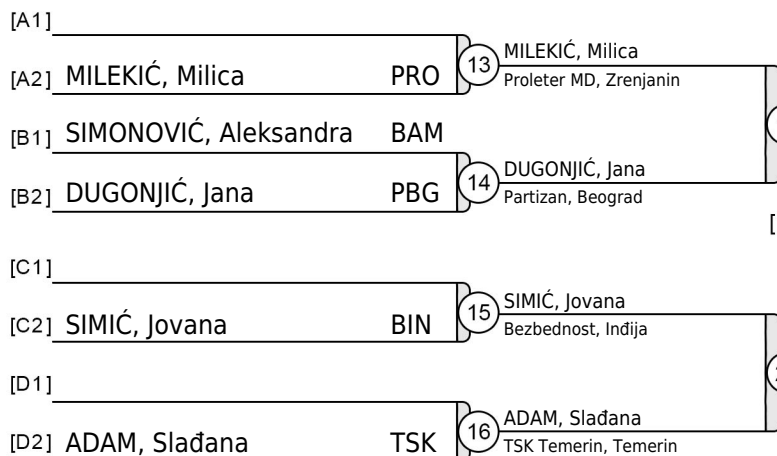 [A1]
[A2] MILEKIĆ, Milica PRO
13
MILEKIĆ, Milica
Proleter MD, Zrenjanin
[B1] SIMONOVIĆ, Aleksandra BAM
[B2] DUGONJIĆ, Jana PBG
14
DUGONJIĆ, Jana
Partizan, Beograd
[C1]
[C2] SIMIĆ, Jovana BIN
15
SIMIĆ, Jovana
Bezbednost, Inđija
[D1]
[D2] ADAM, Slađana TSK
16
ADAM, Slađana
TSK Temerin, Temerin